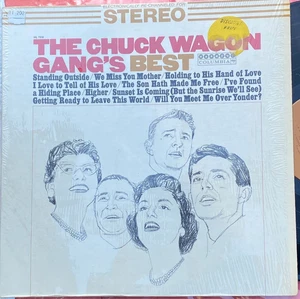 STEREO
THE CHUCK WAGON
GANG'S BEST
COLUMBIA
Standing Outside/We Miss You Mother/Holding to His Hand of Love
I Love to Tell of His Love/The Son Hath Made Me Free/I've Found
a Hiding Place/Higher/Sunset Is Coming (But the Sunrise We'll See)
Getting Ready to Leave This World/Will You Meet Me Over Yonder?